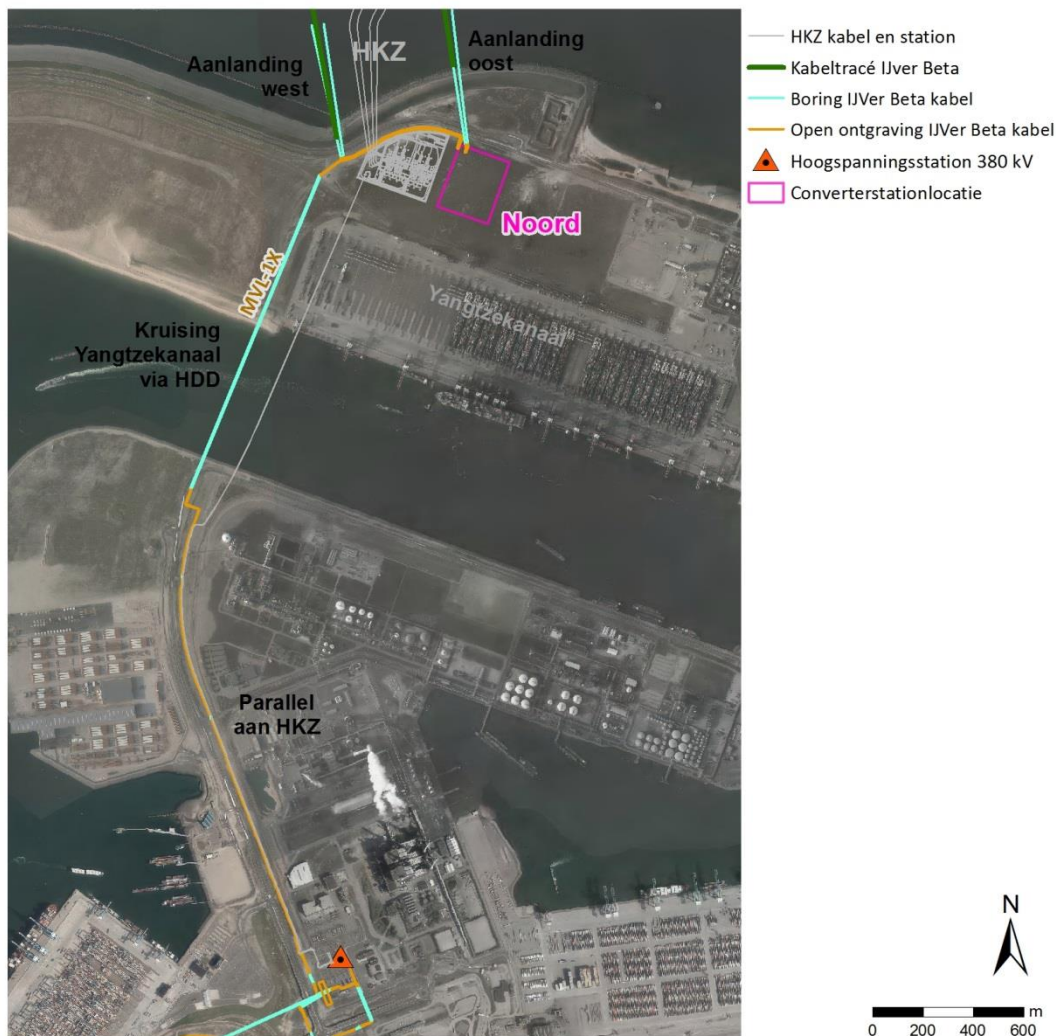 HKZ
Aanlanding
west
Aanlanding
oost
Noord
MVL-1X
Yangtzekanaal
Kruising
Yangtzekanaal
via HDD
Parallel
aan HKZ
HKZ kabel en station
Kabeltracé IJver Beta
Boring IJVer Beta kabel
Open ontgraving IJVer Beta kabel
Hoogspanningsstation 380 kV
Converterstationlocatie
N
m
0 200 400 600